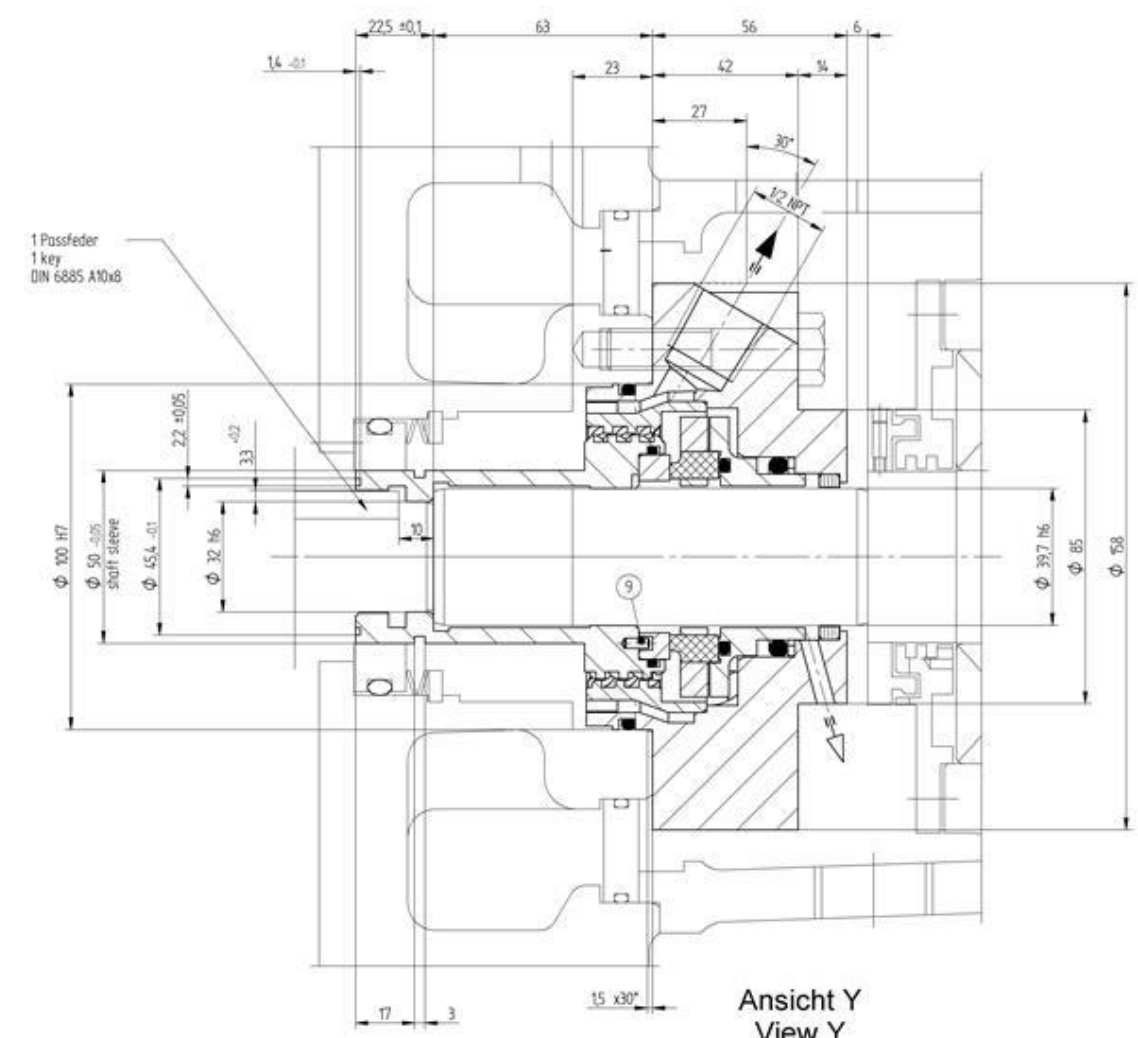 22,5 ±0,1
63
56
6
1,4 -0,1
23
42
14
27
30°
1/2 NPT
1 Passfeder
1 key
DIN 6885 A10x8
2,2 ±0,05
3,3 +0,2
10
Φ 100 H7
Φ 50 -0,05
shaft sleeve
Φ 45,4 -0,1
Φ 32 h6
9
Φ 39,7 h6
Φ 85
Φ 158
17
3
1,5 x30°
Ansicht Y
View Y